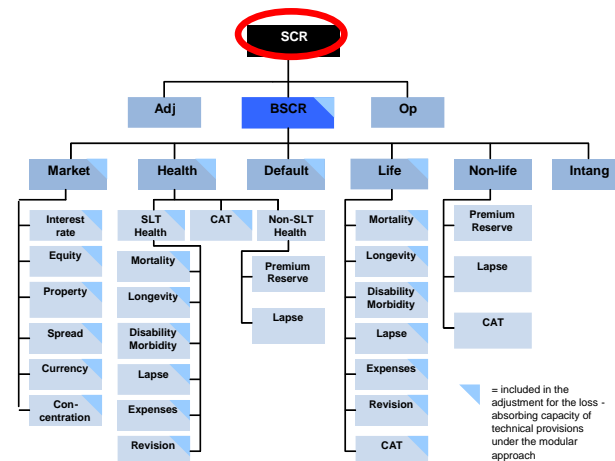 SCR
Adj
BSCR
Op
Market
Health
Default
Life
Non-life
Intang
Interest
rate
Equity
Property
Spread
Currency
Con-
centration
SLT
Health
CAT
Non-SLT
Health
Mortality
Longevity
Disability
Morbidity
Lapse
Expenses
Revision
Premium
Reserve
Lapse
Mortality
Longevity
Disability
Morbidity
Lapse
Expenses
Revision
CAT
Premium
Reserve
Lapse
CAT
= included in the
adjustment for the loss -
absorbing capacity of
technical provisions
under the modular
approach